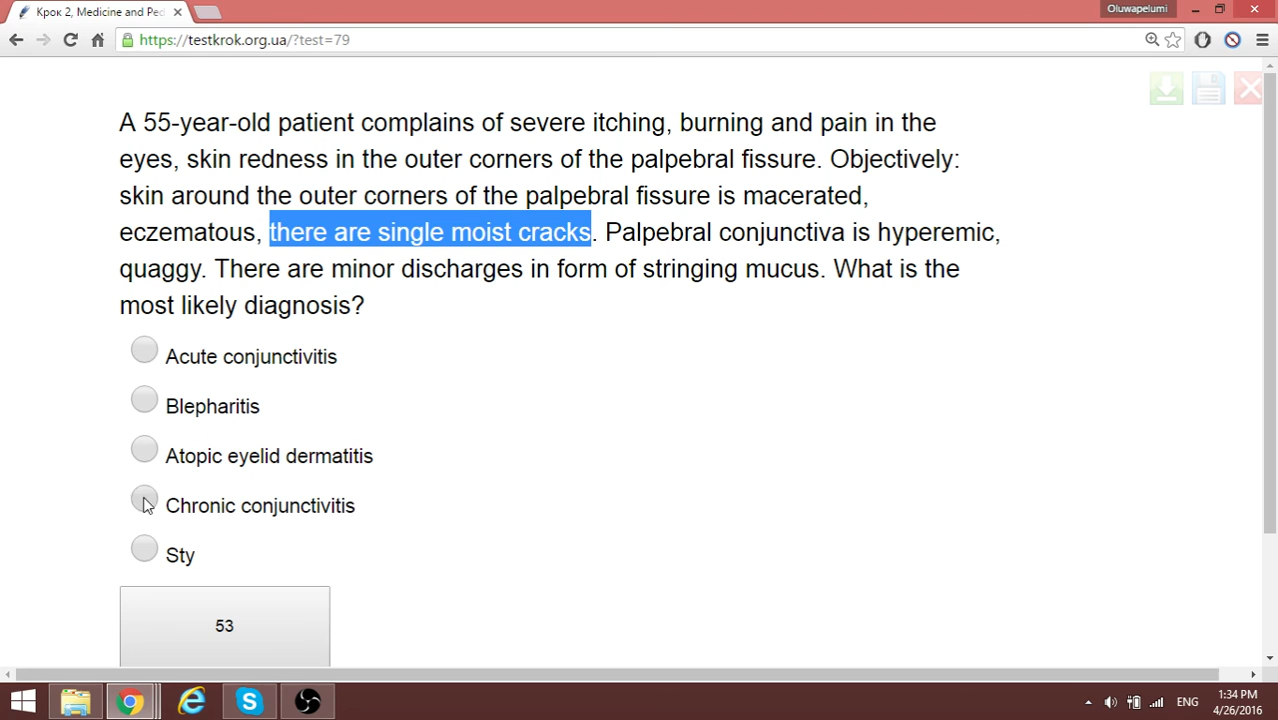 Крок 2, Medicine and Ped
Oluwapelumi
https://testkrok.org.ua/?test=79
A 55-year-old patient complains of severe itching, burning and pain in the
eyes, skin redness in the outer corners of the palpebral fissure. Objectively:
skin around the outer corners of the palpebral fissure is macerated,
eczematous, there are single moist cracks. Palpebral conjunctiva is hyperemic,
quaggy. There are minor discharges in form of stringing mucus. What is the
most likely diagnosis?
Acute conjunctivitis
Blepharitis
Atopic eyelid dermatitis
Chronic conjunctivitis
Sty
53
ENG
1:34 PM
4/26/2016